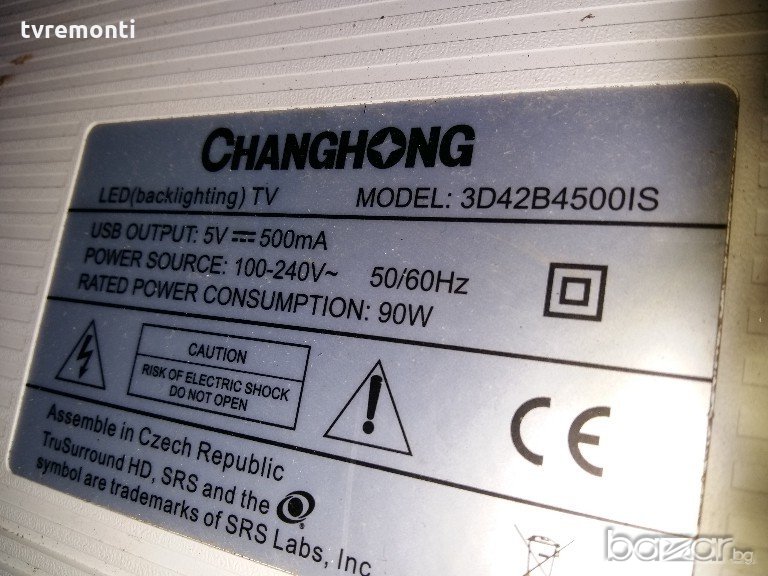 tvremonti
CHANGHONG
LED(backlighting) TV MODEL: 3D42B4500IS
USB OUTPUT: 5V 500mA
POWER SOURCE: 100-240V~ 50/60Hz
RATED POWER CONSUMPTION: 90W
CAUTION
RISK OF ELECTRIC SHOCK
DO NOT OPEN
CE
Assemble in Czech Republic
TruSurround HD, SRS and the
symbol are trademarks of SRS Labs, Inc
bazar.bg